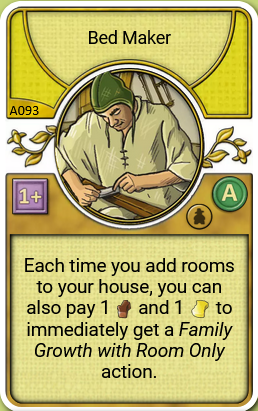 Bed Maker
A093
1+
A
Each time you add rooms
to your house, you can
also pay 1 and 1 to
immediately get a Family
Growth with Room Only
action.